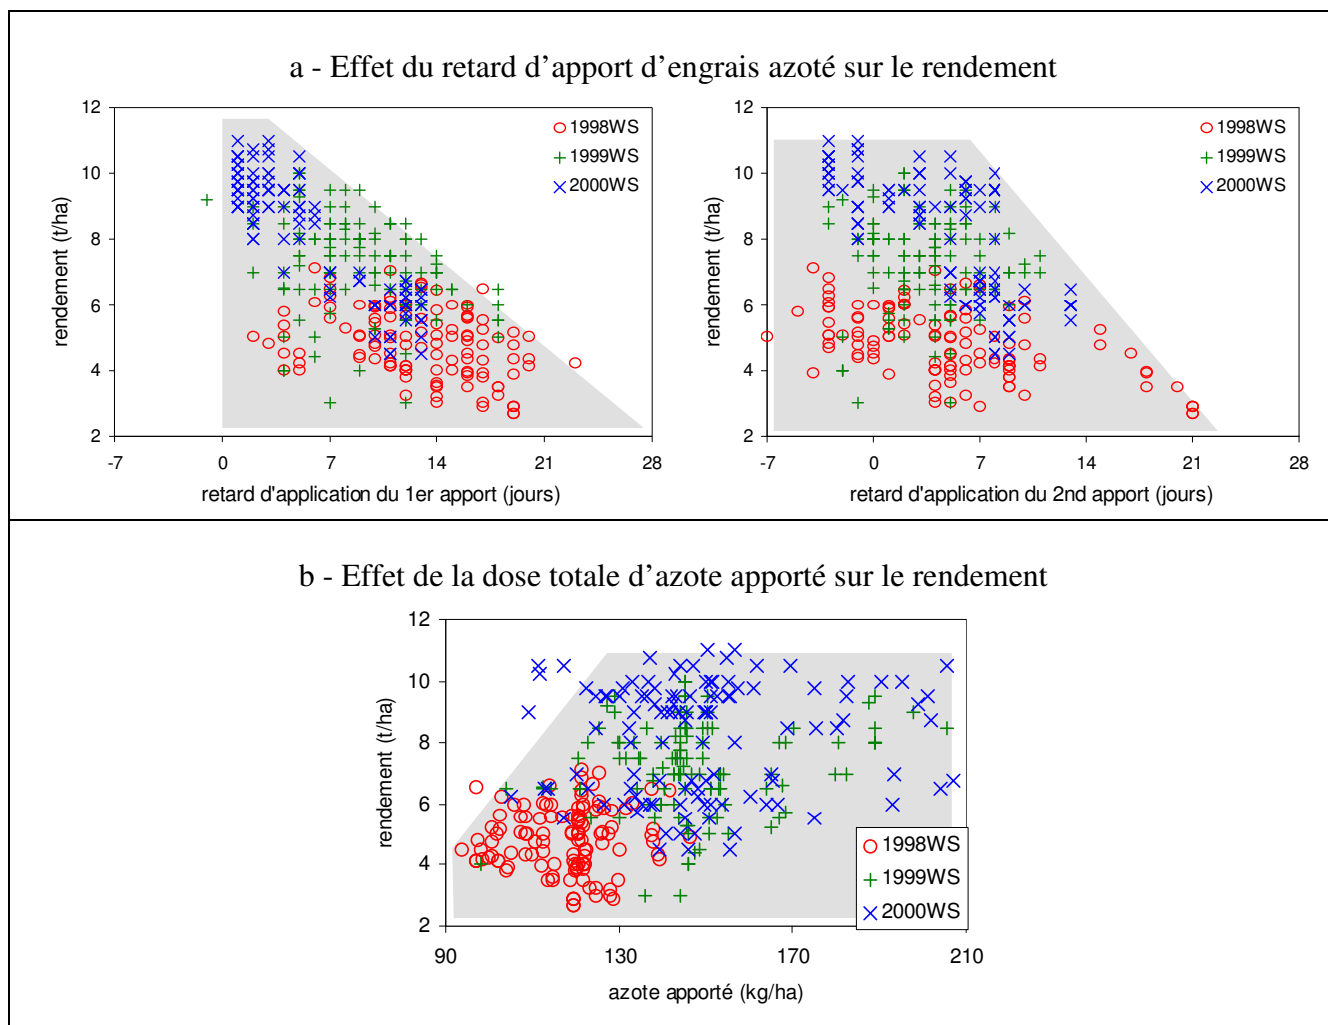 a - Effet du retard d'apport d'engrais azoté sur le rendement
12
10
8
6
4
2
rendement (t/ha)
-7 0 7 14 21 28
retard d'application du 1er apport (jours)
1998WS
1999WS
2000WS
12
10
8
6
4
2
rendement (t/ha)
-7 0 7 14 21 28
retard d'application du 2nd apport (jours)
1998WS
1999WS
2000WS
b - Effet de la dose totale d'azote apporté sur le rendement
12
10
8
6
4
2
rendement (t/ha)
90 130 170 210
azote apporté (kg/ha)
1998WS
1999WS
2000WS